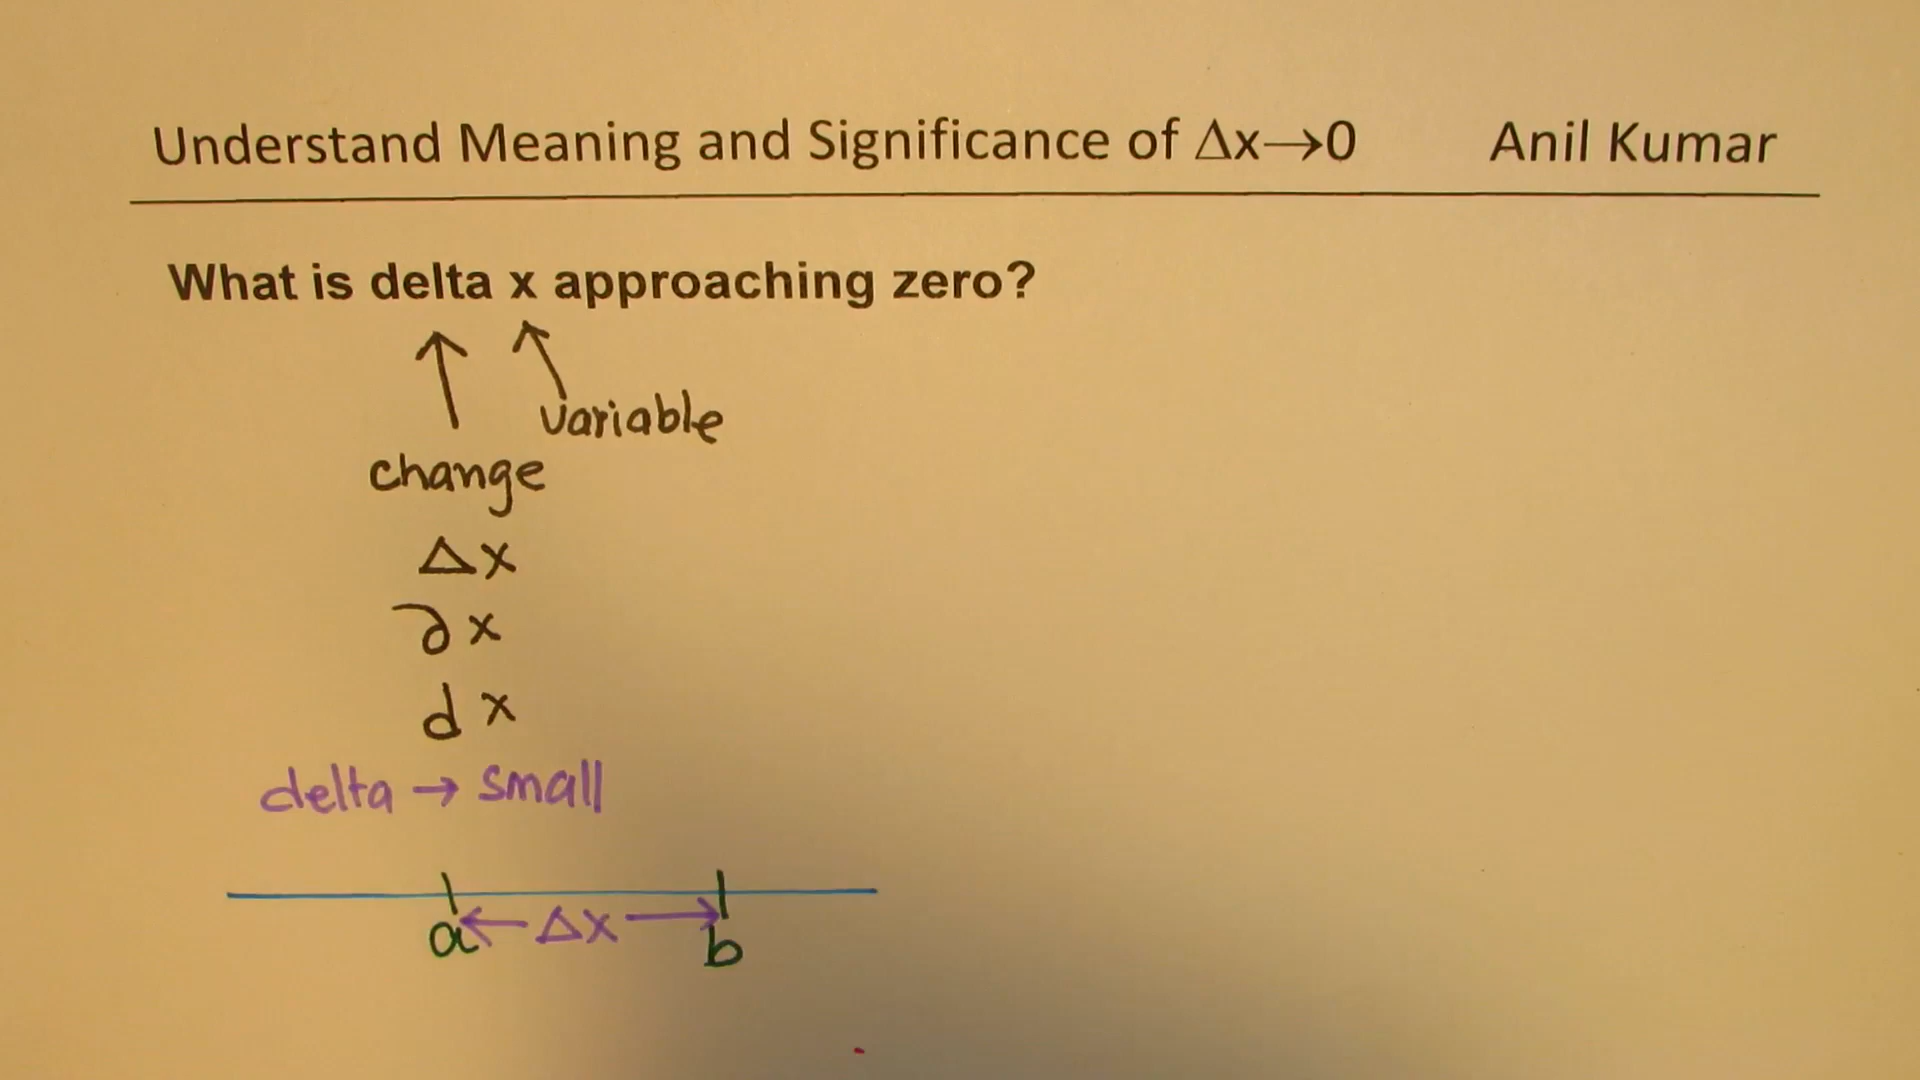 Understand Meaning and Significance of Δx→0 Anil Kumar
What is delta x approaching zero?
variable
change
Δx
∂x
dx
delta → small
a ← Δx → b